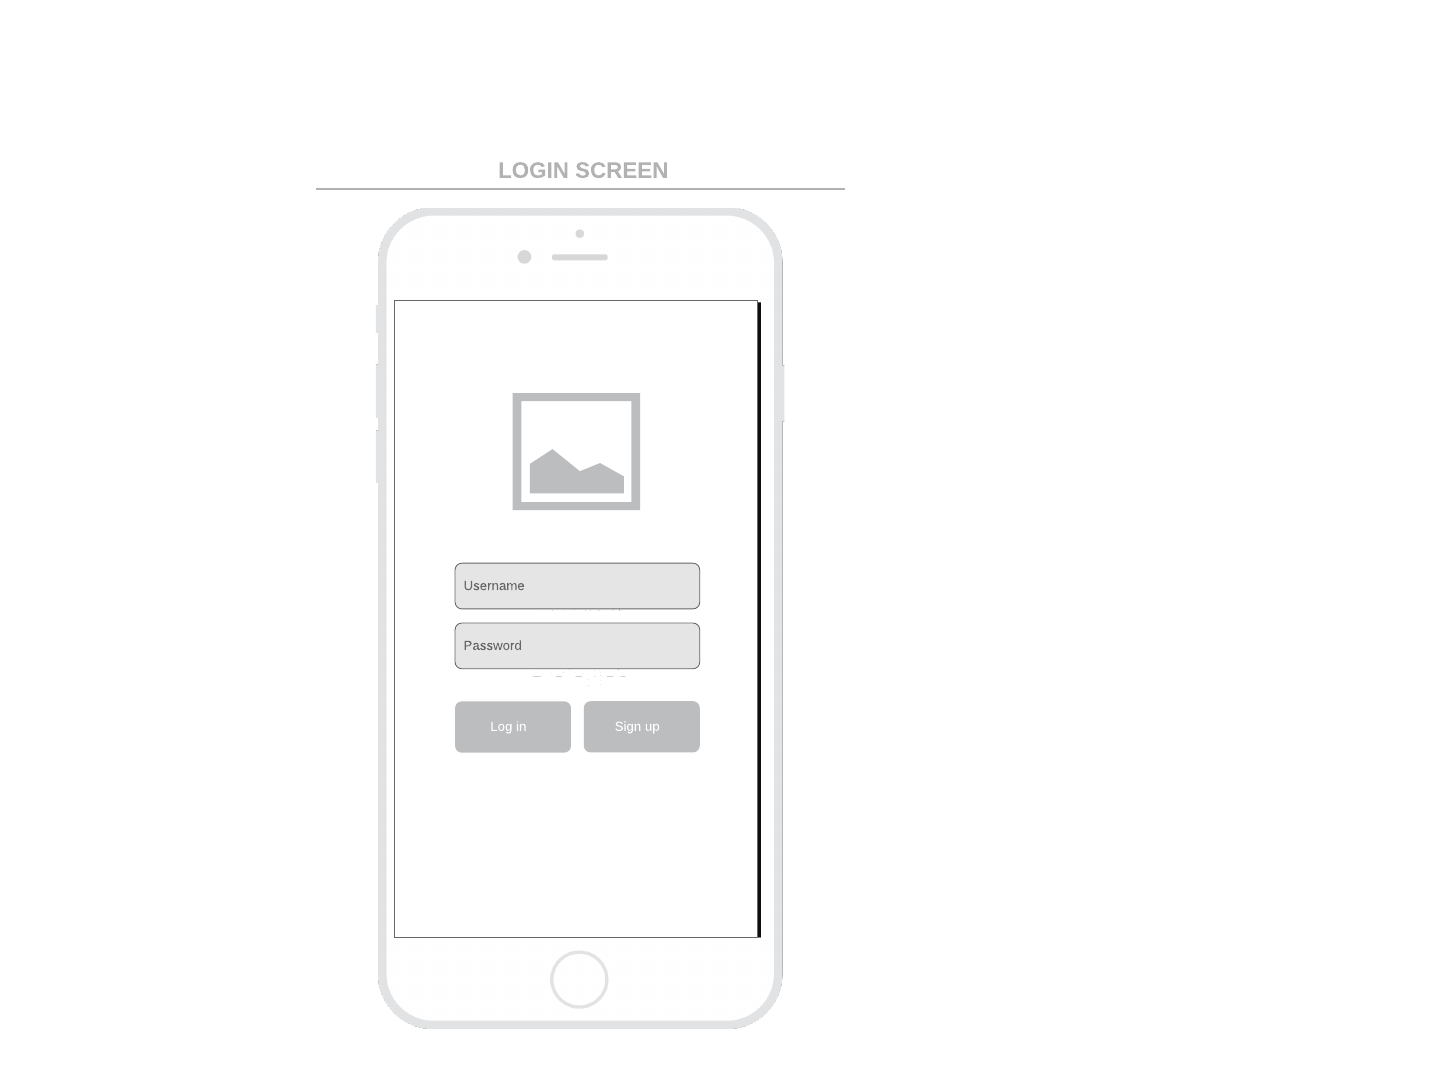 LOGIN SCREEN
Username
Password
Log in
Sign up